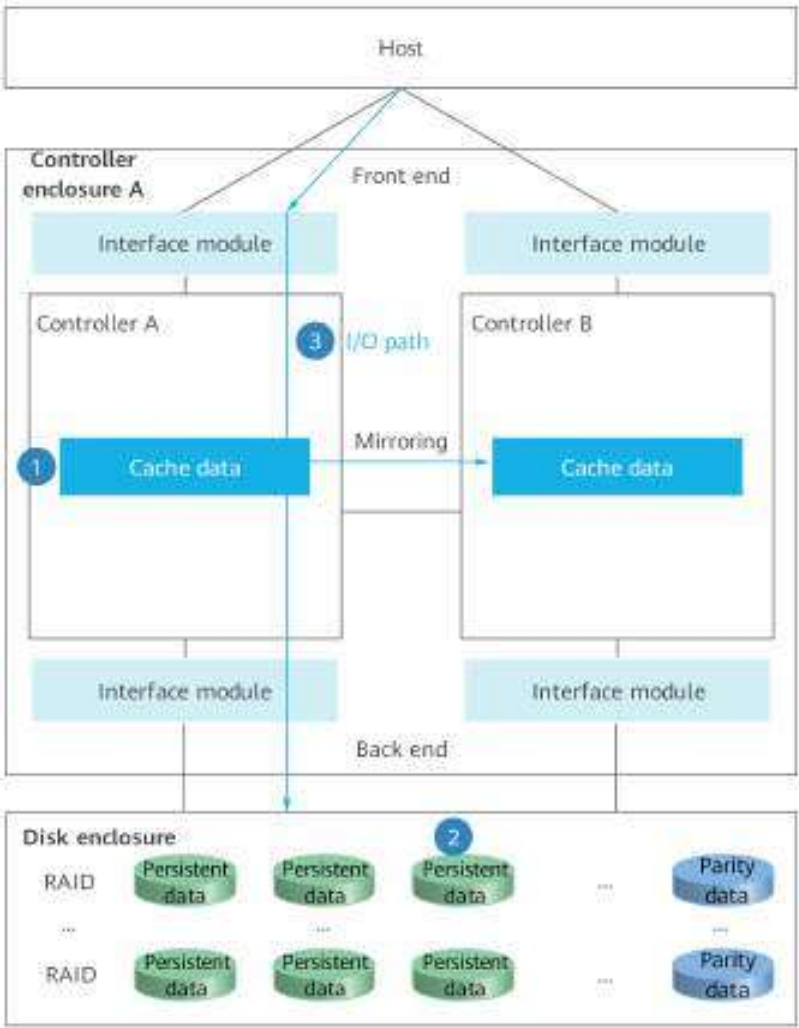 Host
Controller
enclosure A
Front end
Interface module
Interface module
Controller A
Controller B
3
I/O path
Mirroring
1
Cache data
Cache data
Interface module
Interface module
Back end
Disk enclosure
2
RAID
Persistent
data
Persistent
data
Persistent
data
...
Parity
data
...
...
...
RAID
Persistent
data
Persistent
data
Persistent
data
...
Parity
data